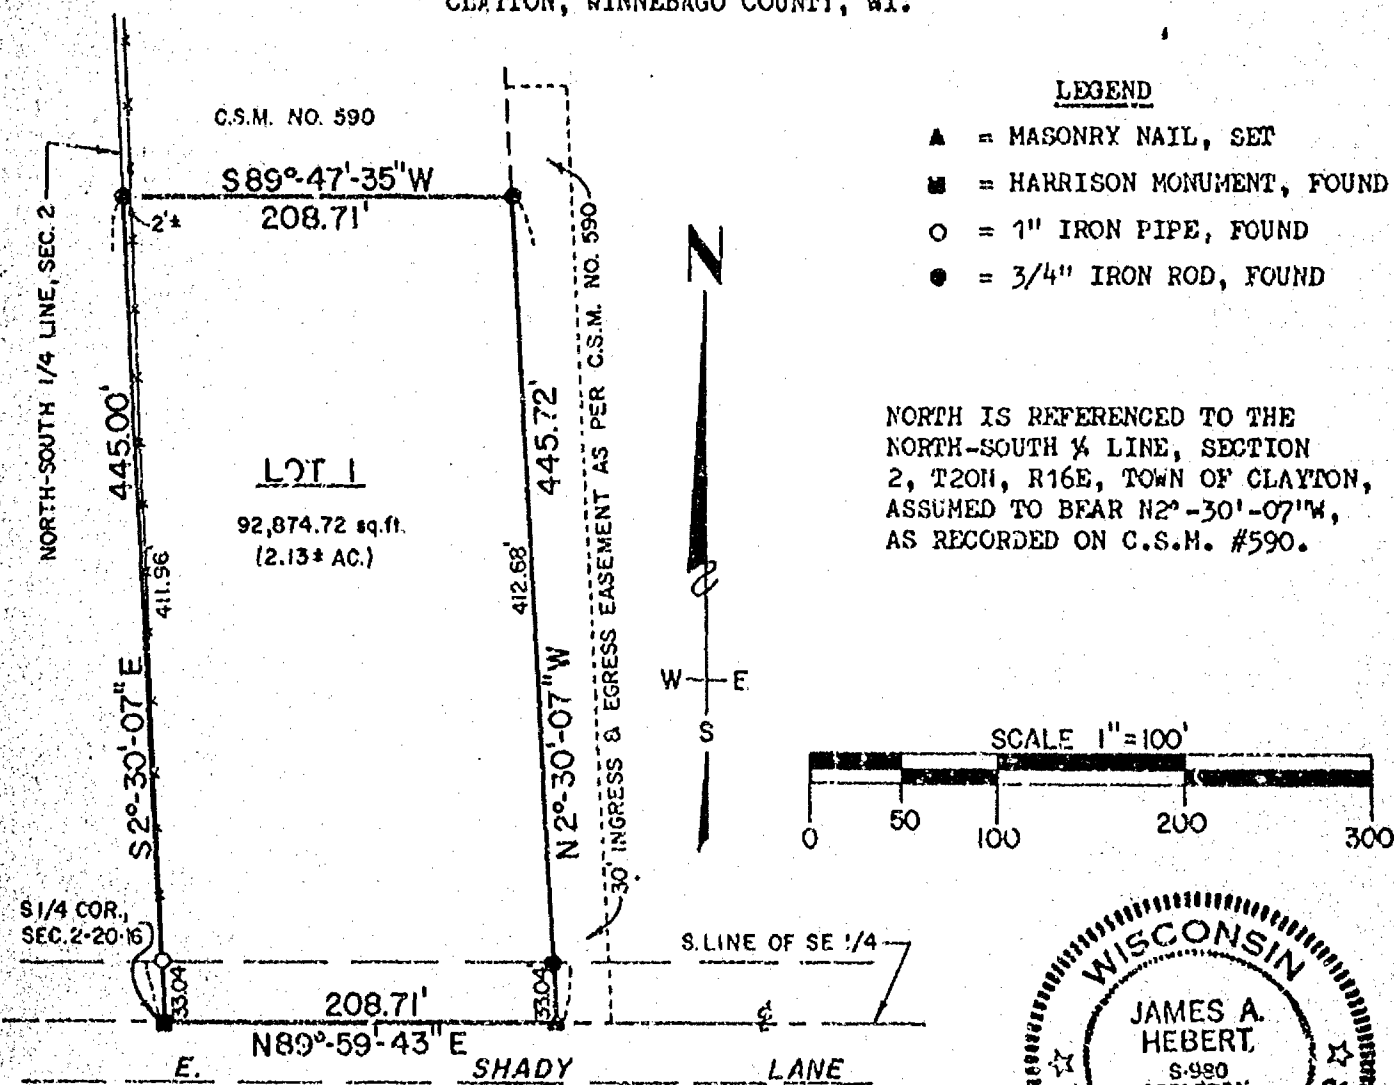 CLAYTON, WINNEBAGO COUNTY, WI.
C.S.M. NO. 590
S89°-47'-35"W
208.71'
2'±
NORTH-SOUTH 1/4 LINE, SEC. 2
445.00'
411.96'
S2°-30'-07"E
LOT 1
92,874.72 sq.ft.
(2.13± AC.)
445.72'
412.68'
N2°-30'-07"W
30' INGRESS & EGRESS EASEMENT AS PER C.S.M. NO. 590
N
W E
S
LEGEND
▲ = MASONRY NAIL, SET
■ = HARRISON MONUMENT, FOUND
○ = 1" IRON PIPE, FOUND
● = 3/4" IRON ROD, FOUND
NORTH IS REFERENCED TO THE
NORTH-SOUTH ¼ LINE, SECTION
2, T20N, R16E, TOWN OF CLAYTON,
ASSUMED TO BEAR N2°-30'-07"W,
AS RECORDED ON C.S.M. #590.
SCALE 1"=100'
0 50 100 200 300
S 1/4 COR.,
SEC. 2-20-16
33.04'
33.04'
S. LINE OF SE 1/4
208.71'
N89°-59'-43"E
E. SHADY LANE
WISCONSIN
JAMES A.
HEBERT
S-980